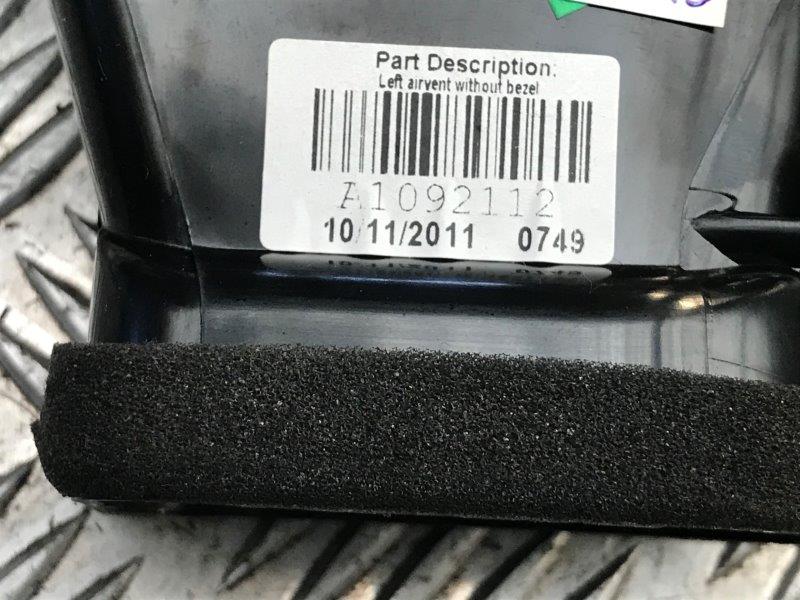 Part Description:
Left airvent without bezel
A1092112
10/11/2011 0749